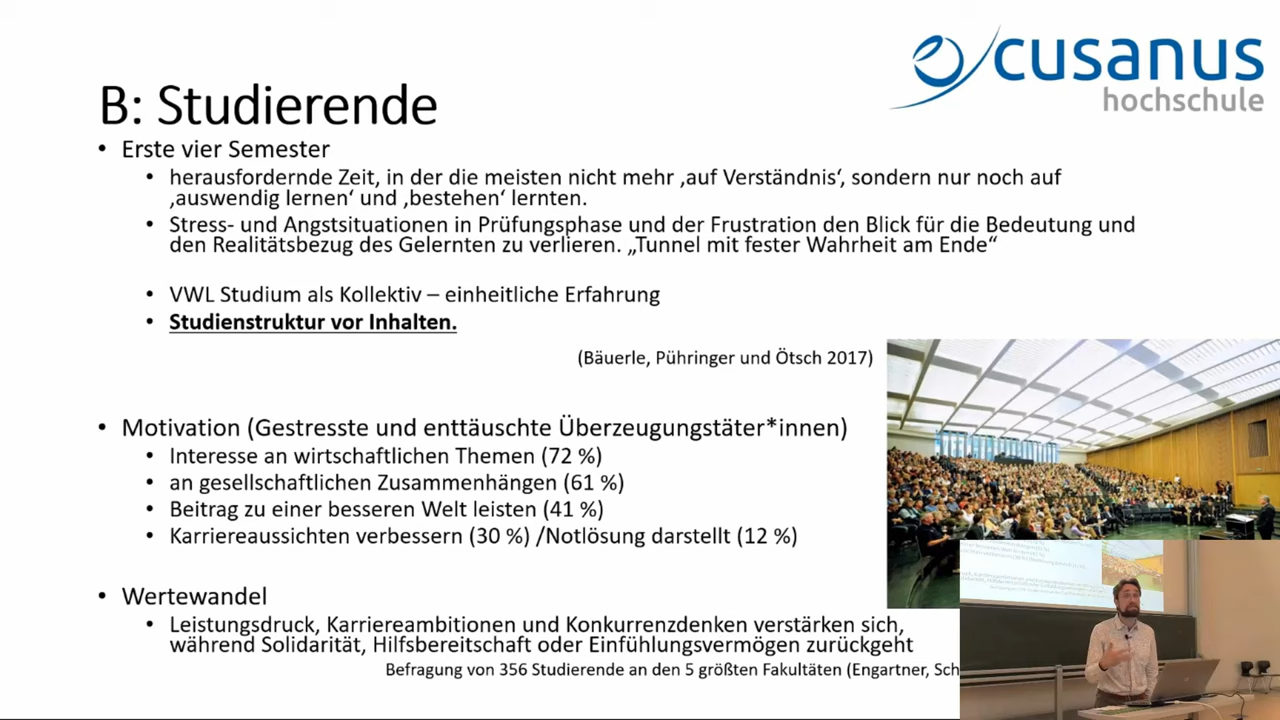 cusanus
hochschule
B: Studierende
• Erste vier Semester
• herausfordernde Zeit, in der die meisten nicht mehr ‚auf Verständnis‘, sondern nur noch auf
‚auswendig lernen‘ und ‚bestehen‘ lernten.
• Stress- und Angstsituationen in Prüfungsphase und der Frustration den Blick für die Bedeutung und
den Realitätsbezug des Gelernten zu verlieren. „Tunnel mit fester Wahrheit am Ende“
• VWL Studium als Kollektiv – einheitliche Erfahrung
• Studienstruktur vor Inhalten.
(Bäuerle, Pühringer und Ötsch 2017)
• Motivation (Gestresste und enttäuschte Überzeugungstäter*innen)
• Interesse an wirtschaftlichen Themen (72 %)
• an gesellschaftlichen Zusammenhängen (61 %)
• Beitrag zu einer besseren Welt leisten (41 %)
• Karriereaussichten verbessern (30 %) /Notlösung darstellt (12 %)
• Wertewandel
• Leistungsdruck, Karriereambitionen und Konkurrenzdenken verstärken sich,
während Solidarität, Hilfsbereitschaft oder Einfühlungsvermögen zurückgeht
Befragung von 356 Studierende an den 5 größten Fakultäten (Engartner, Sch